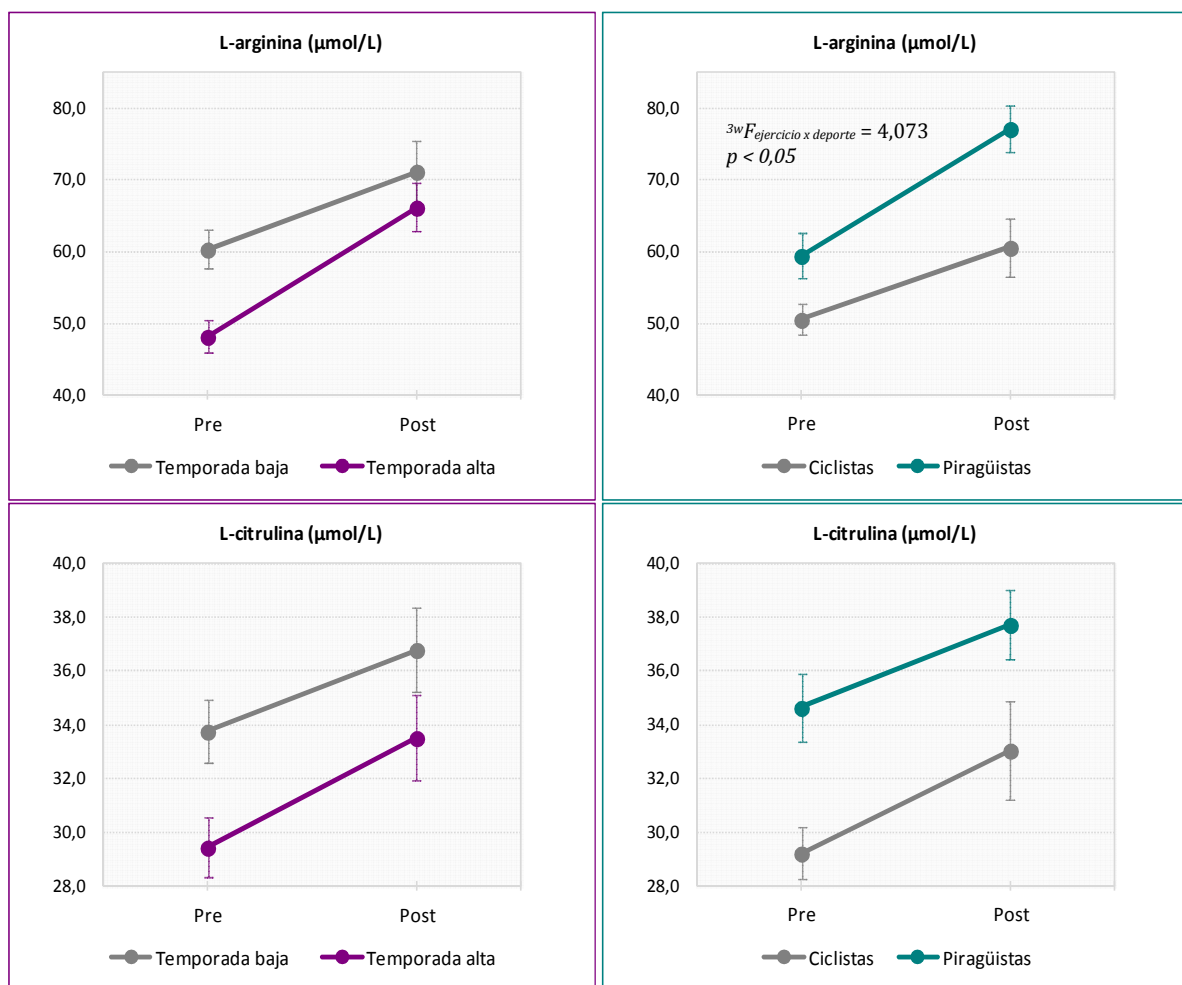 L-arginina (µmol/L)
80,0
70,0
60,0
50,0
40,0
Pre Post
Temporada baja Temporada alta
L-arginina (µmol/L)
80,0
70,0
60,0
50,0
40,0
3wFejercicio x deporte = 4,073
p < 0,05
Pre Post
Ciclistas Piragüistas
L-citrulina (µmol/L)
40,0
38,0
36,0
34,0
32,0
30,0
28,0
Pre Post
Temporada baja Temporada alta
L-citrulina (µmol/L)
40,0
38,0
36,0
34,0
32,0
30,0
28,0
Pre Post
Ciclistas Piragüistas